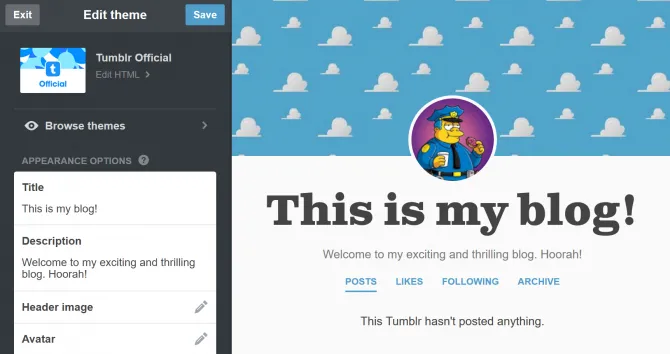 Exit
Edit theme
Save
t
Official
Tumblr Official
Edit HTML
Browse themes
APPEARANCE OPTIONS ?
Title
This is my blog!
Description
Welcome to my exciting and thrilling
blog. Hoorah!
Header image
Avatar
This is my blog!
Welcome to my exciting and thrilling blog. Hoorah!
POSTS LIKES FOLLOWING ARCHIVE
This Tumblr hasn't posted anything.